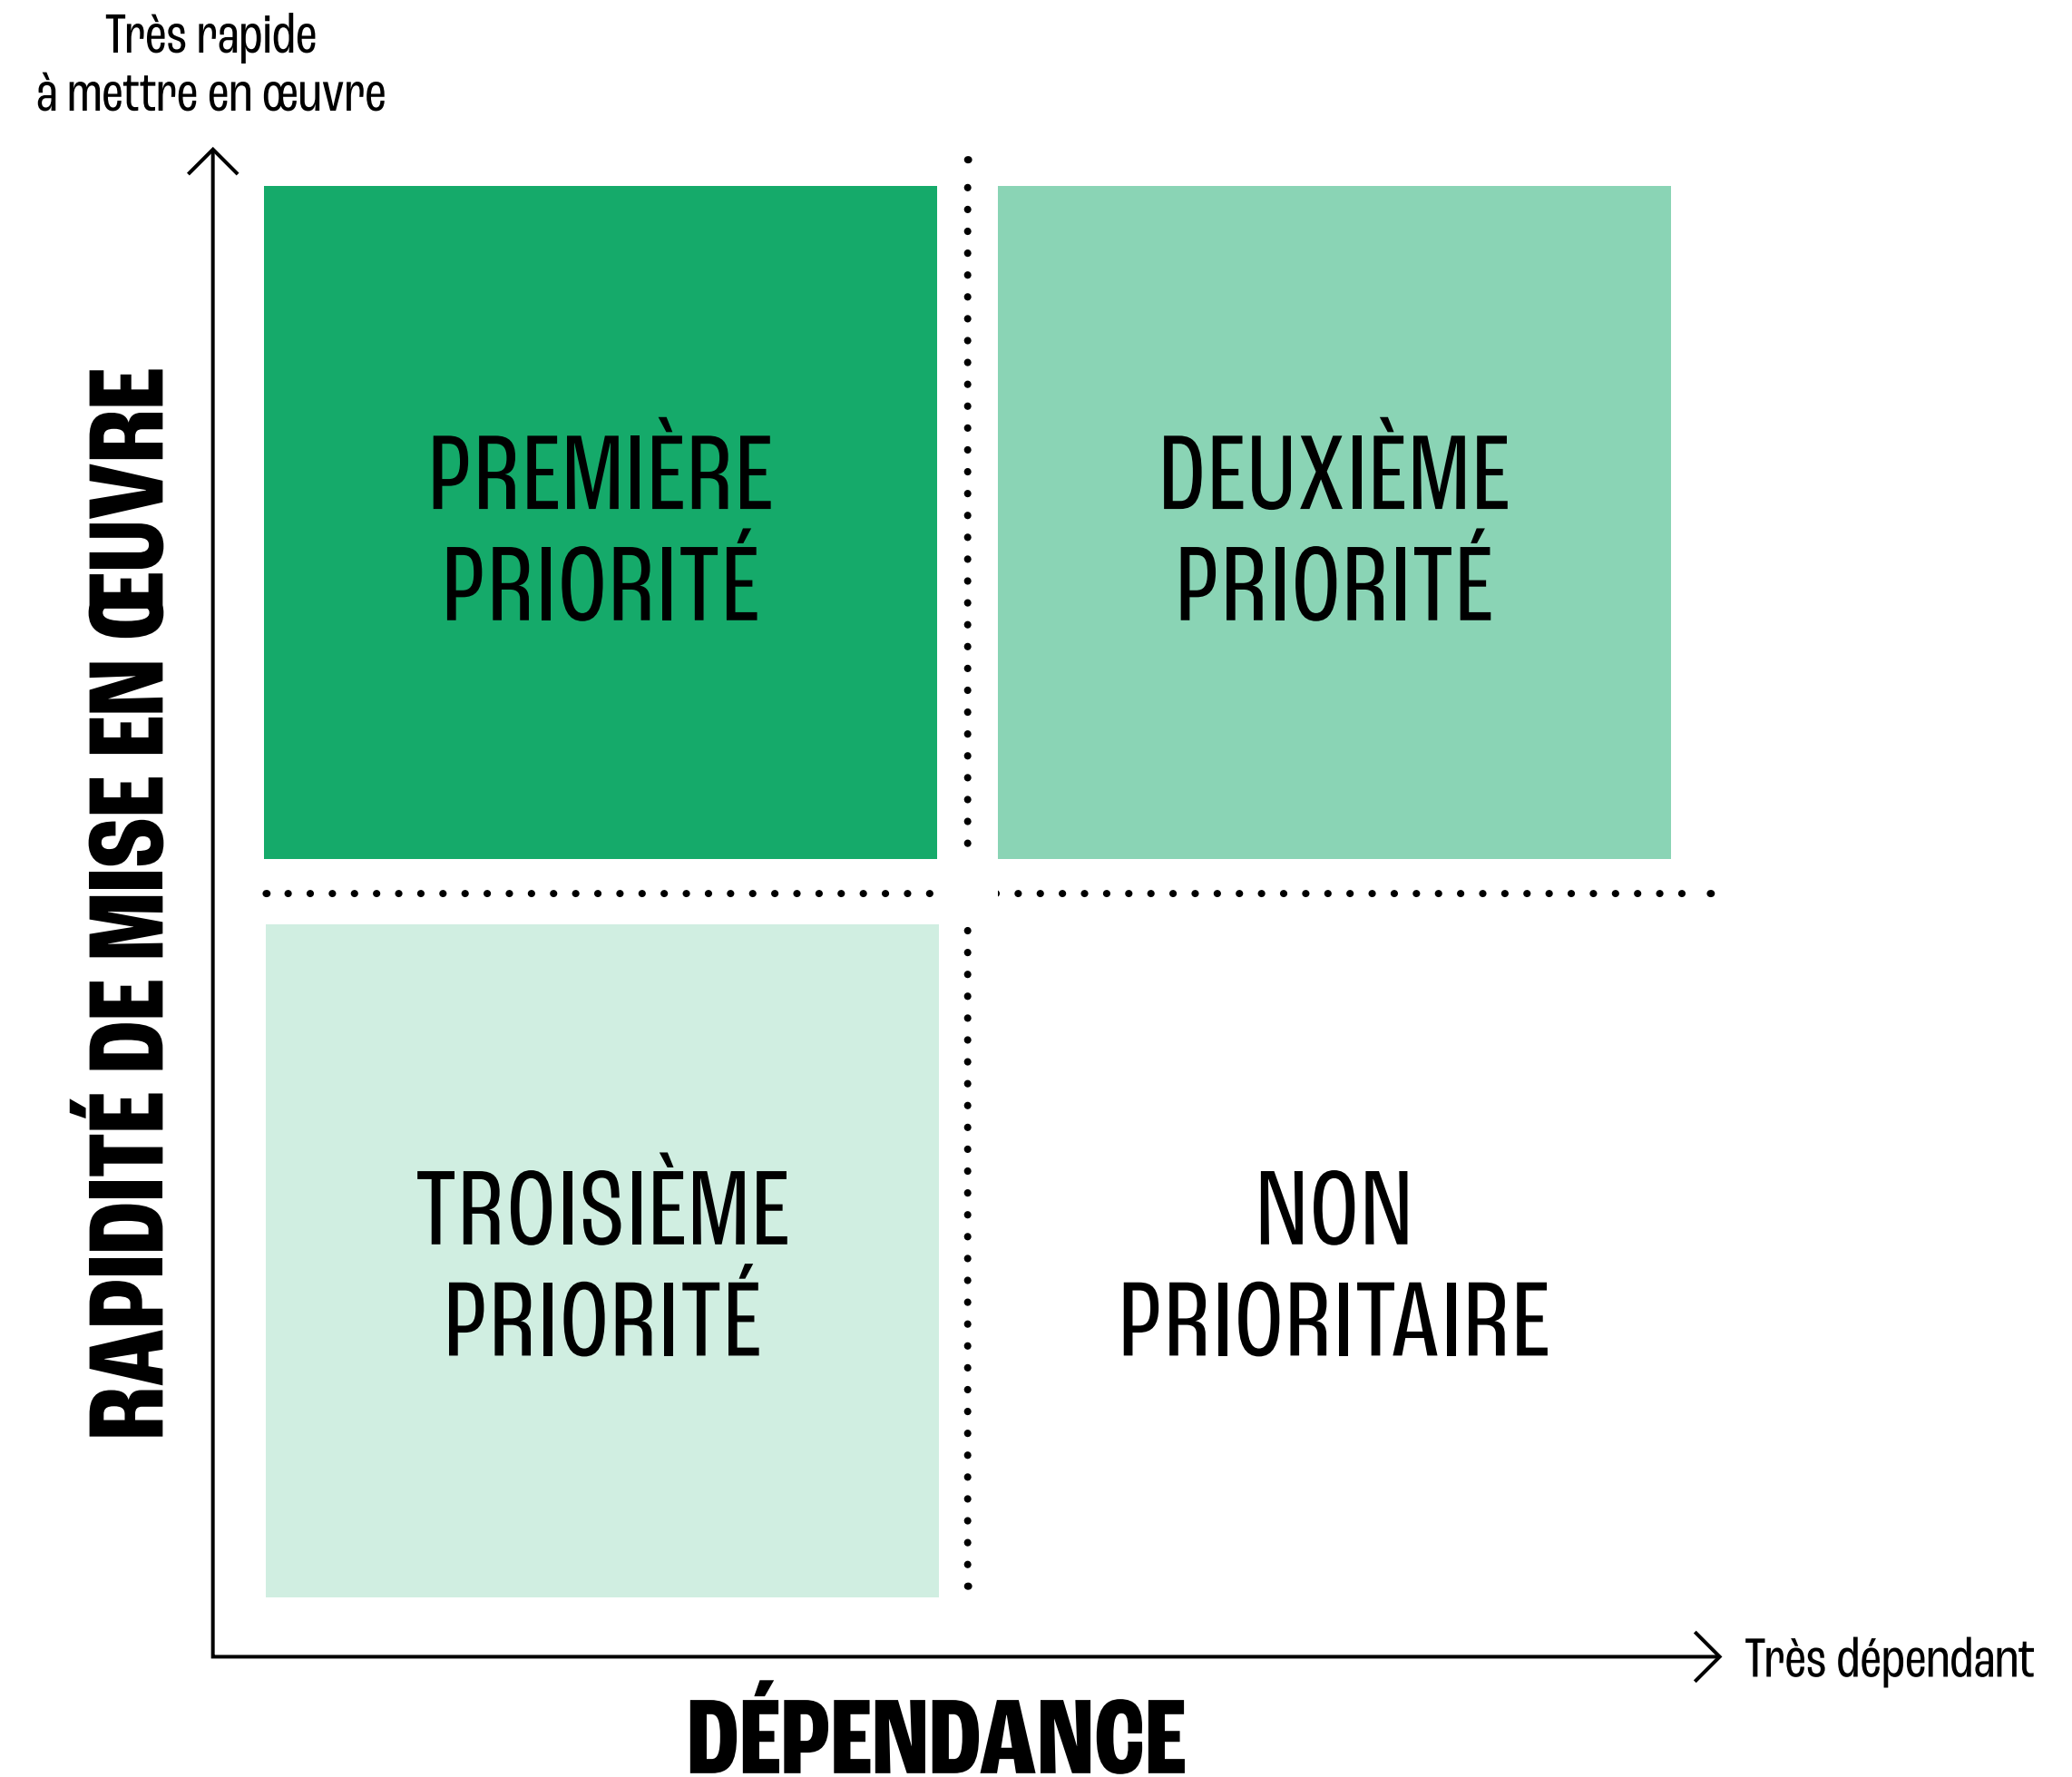 Très rapide
à mettre en œuvre
RAPIDITÉ DE MISE EN ŒUVRE
PREMIÈRE
PRIORITÉ
DEUXIÈME
PRIORITÉ
TROISIÈME
PRIORITÉ
NON
PRIORITAIRE
Très dépendant
DÉPENDANCE